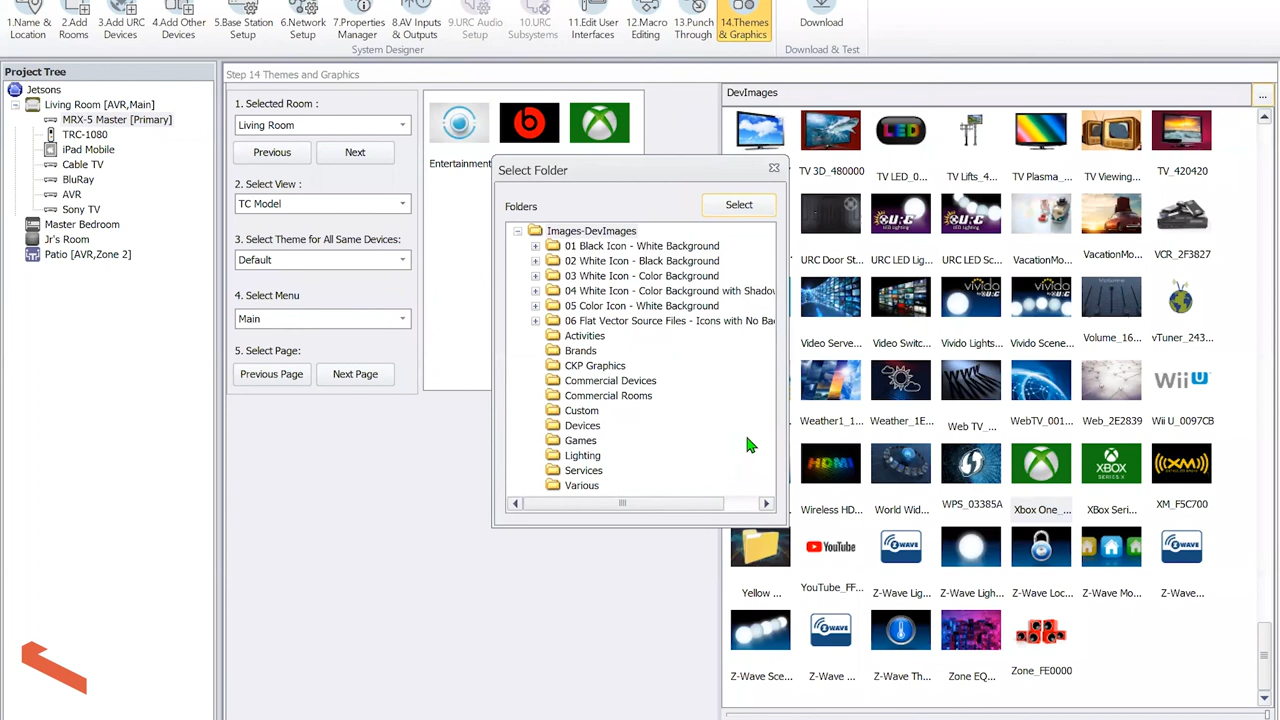 1.Name & Location
2.Add Rooms
3.Add URC Devices
4.Add Other Devices
5.Base Station Setup
6.Network Setup
7.Properties Manager
8.AV Inputs & Outputs
9.URC Audio Setup
10.URC Subsystems
11.Edit User Interfaces
12.Macro Editing
13.Punch Through
14.Themes & Graphics
Download
System Designer
Download & Test
Project Tree
Jetsons
Living Room [AVR,Main]
MRX-5 Master [Primary]
TRC-1080
iPad Mobile
Cable TV
BluRay
AVR
Sony TV
Master Bedroom
Jr's Room
Patio [AVR,Zone 2]
Step 14 Themes and Graphics
1. Selected Room :
Living Room
Previous
Next
2. Select View :
TC Model
3. Select Theme for All Same Devices:
Default
4. Select Menu
Main
5. Select Page:
Previous Page
Next Page
Entertainment
Select Folder
Folders
Select
Images-DevImages
01 Black Icon - White Background
02 White Icon - Black Background
03 White Icon - Color Background
04 White Icon - Color Background with Shadow
05 Color Icon - White Background
06 Flat Vector Source Files - Icons with No Ba
Activities
Brands
CKP Graphics
Commercial Devices
Commercial Rooms
Custom
Devices
Games
Lighting
Services
Various
DevImages
...
LED
TV 3D_480000
TV LED_0...
TV Lifts_4...
TV Plasma_...
TV Viewing...
TV_420420
URC Door St...
URC LED Lig...
URC LED Sc...
VacationMo...
VacationMo...
VCR_2F3827
vivido
vivido
Video Serve...
Video Switc...
Vivido Lights...
Vivido Scene...
Volume_16...
vTuner_243...
WWW
WiiU
Weather1_1...
Weather_1E...
Web TV_...
WebTV_001...
Web_2E2839
Wii U_0097CB
HDMI
XBOX
SERIES X
((XM))
Wireless HD...
World Wid...
WPS_03385A
Xbox One_...
XBox Seri...
XM_F5C700
YouTube
Z-WAVE
Z-WAVE
Yellow ...
YouTube_FF...
Z-Wave Lig...
Z-Wave Ligh...
Z-Wave Loc...
Z-Wave Mo...
Z-Wave...
Z-WAVE
Z-Wave Sce...
Z-Wave ...
Z-Wave Th...
Zone EQ...
Zone_FE0000